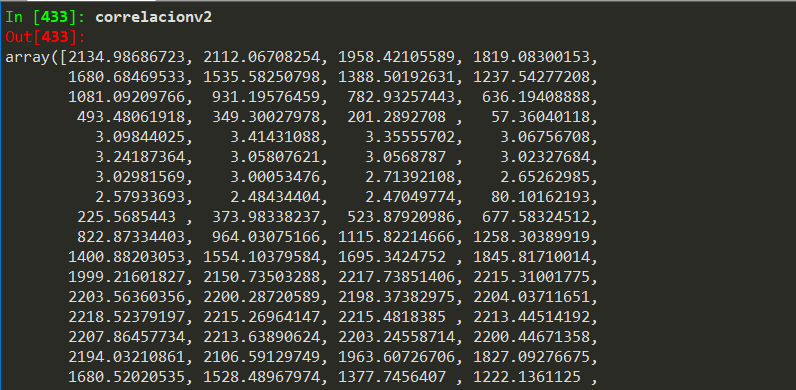 In [433]: correlacionv2
Out[433]:
array([2134.98686723, 2112.06708254, 1958.42105589, 1819.08300153,
1680.68469533, 1535.58250798, 1388.50192631, 1237.54277208,
1081.09209766, 931.19576459, 782.93257443, 636.19408888,
493.48061918, 349.30027978, 201.2892708 , 57.36040118,
3.09844025, 3.41431088, 3.35555702, 3.06756708,
3.24187364, 3.05807621, 3.0568787 , 3.02327684,
3.02981569, 3.00053476, 2.71392108, 2.65262985,
2.57933693, 2.48434404, 2.47049774, 80.10162193,
225.5685443 , 373.98338237, 523.87920986, 677.58324512,
822.87334403, 964.03075166, 1115.82214666, 1258.30389919,
1400.88203053, 1554.10379584, 1695.3424752 , 1845.81710014,
1999.21601827, 2150.73503288, 2217.73851406, 2215.31001775,
2203.56360356, 2200.28720589, 2198.37382975, 2204.03711651,
2218.52379197, 2215.26964147, 2215.4818385 , 2213.44514192,
2207.86457734, 2213.63890624, 2203.24558714, 2200.44671358,
2194.03210861, 2106.59129749, 1963.60726706, 1827.09276675,
1680.52020535, 1528.48967974, 1377.7456407 , 1222.1361125 ,